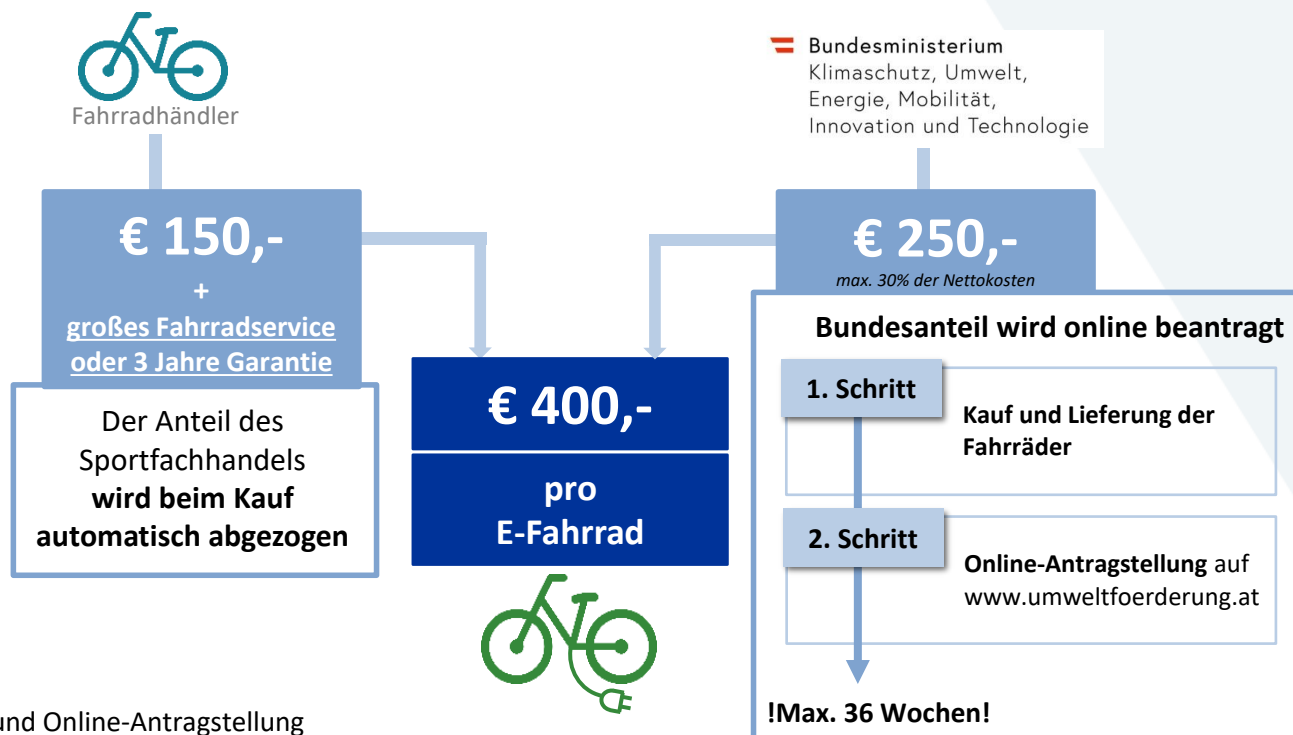 Fahrradhändler
€ 150,-
+
großes Fahrradservice
oder 3 Jahre Garantie
Der Anteil des
Sportfachhandels
wird beim Kauf
automatisch abgezogen
€ 400,-
pro
E-Fahrrad
Bundesministerium
Klimaschutz, Umwelt,
Energie, Mobilität,
Innovation und Technologie
€ 250,-
max. 30% der Nettokosten
Bundesanteil wird online beantragt
1. Schritt
Kauf und Lieferung der
Fahrräder
2. Schritt
Online-Antragstellung auf
www.umweltfoerderung.at
!Max. 36 Wochen!
und Online-Antragstellung